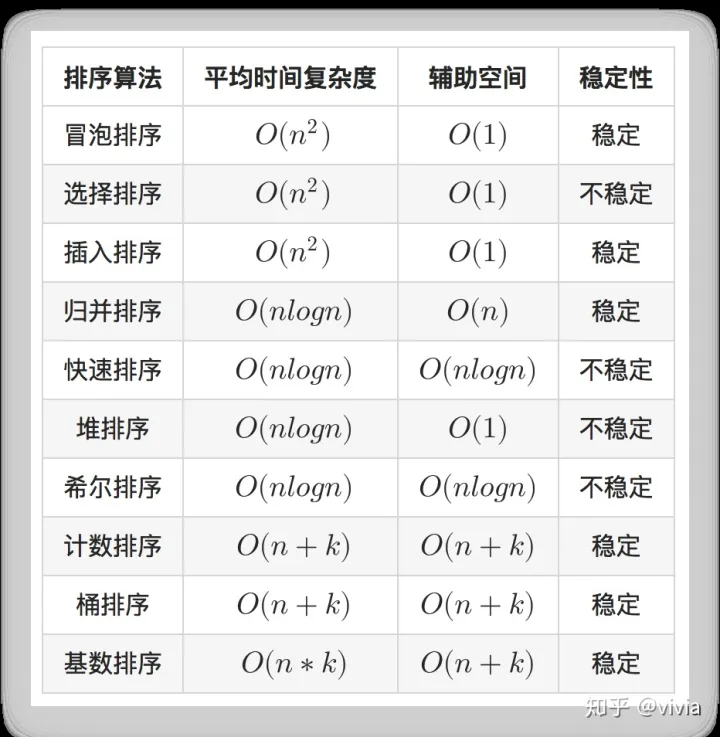 排序算法 平均时间复杂度 辅助空间 稳定性
冒泡排序 O(n²) O(1) 稳定
选择排序 O(n²) O(1) 不稳定
插入排序 O(n²) O(1) 稳定
归并排序 O(nlogn) O(n) 稳定
快速排序 O(nlogn) O(nlogn) 不稳定
堆排序 O(nlogn) O(1) 不稳定
希尔排序 O(nlogn) O(nlogn) 不稳定
计数排序 O(n + k) O(n + k) 稳定
桶排序 O(n + k) O(n + k) 稳定
基数排序 O(n * k) O(n + k) 稳定
知乎 @vivia